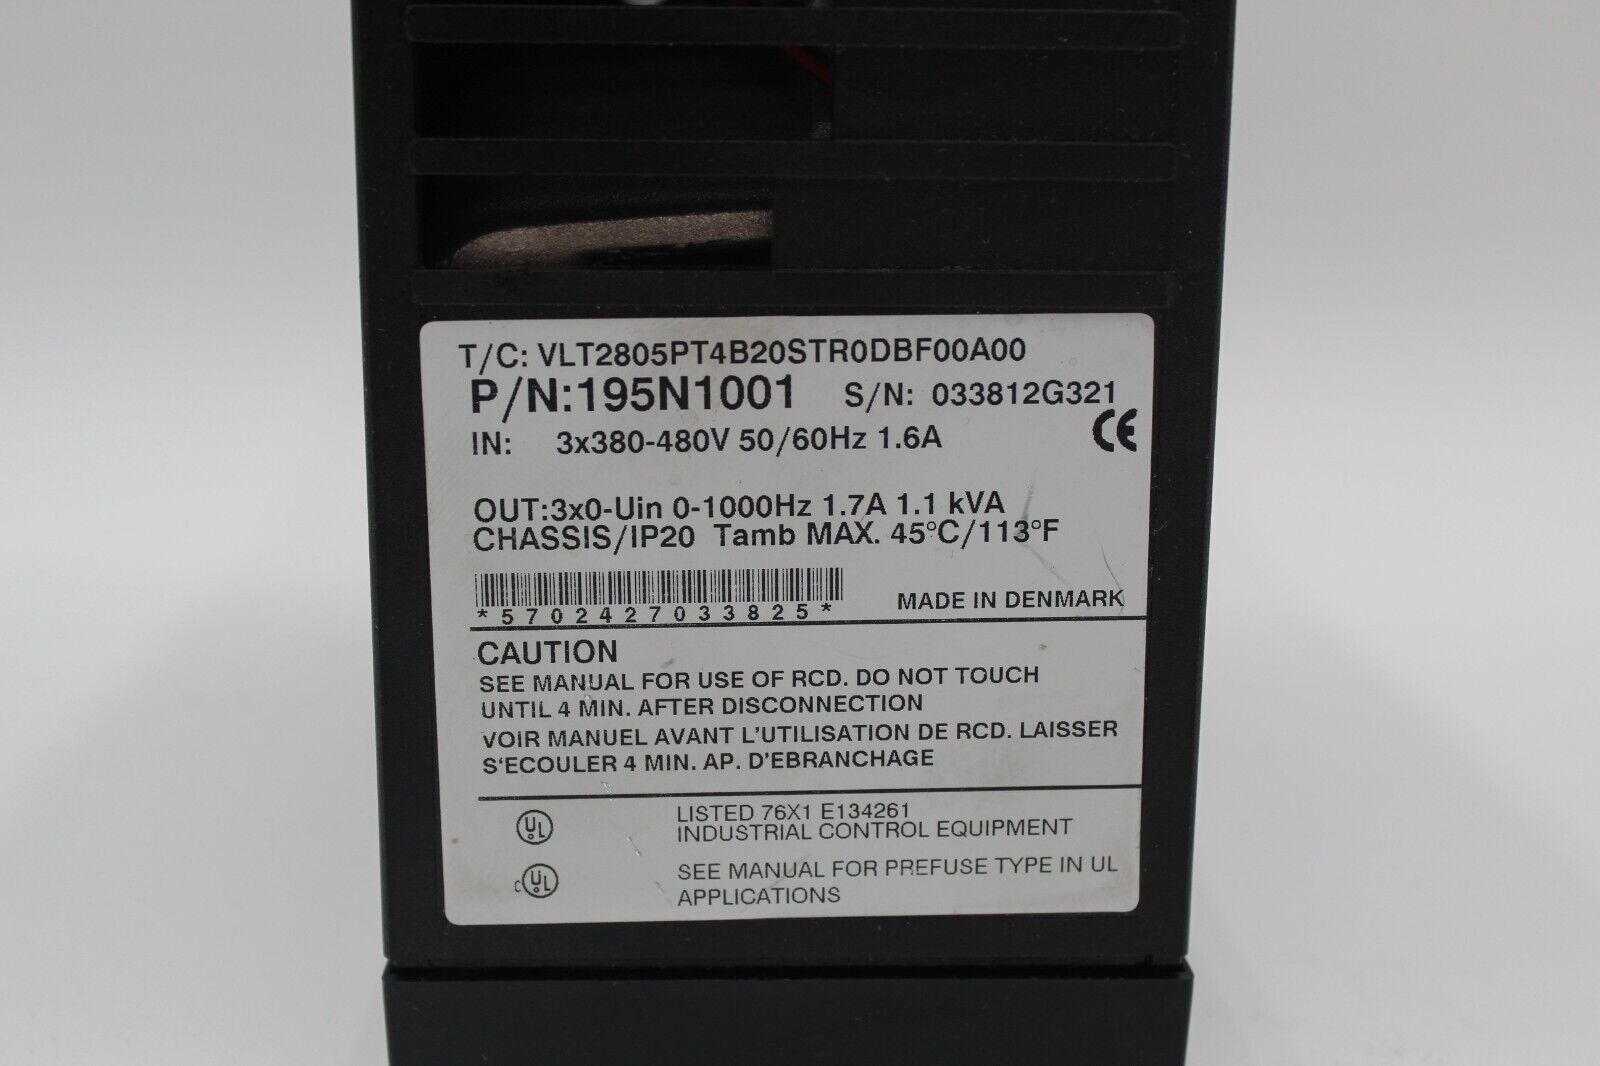 T/C: VLT2805PT4B20STR0DBF00A00
P/N:195N1001 S/N: 033812G321
IN: 3x380-480V 50/60Hz 1.6A CE
OUT:3x0-Uin 0-1000Hz 1.7A 1.1 kVA
CHASSIS/IP20 Tamb MAX. 45°C/113°F
*5702427033825* MADE IN DENMARK
CAUTION
SEE MANUAL FOR USE OF RCD. DO NOT TOUCH
UNTIL 4 MIN. AFTER DISCONNECTION
VOIR MANUEL AVANT L'UTILISATION DE RCD. LAISSER
S'ECOULER 4 MIN. AP. D'EBRANCHAGE
UL LISTED 76X1 E134261
INDUSTRIAL CONTROL EQUIPMENT
c UL SEE MANUAL FOR PREFUSE TYPE IN UL
APPLICATIONS